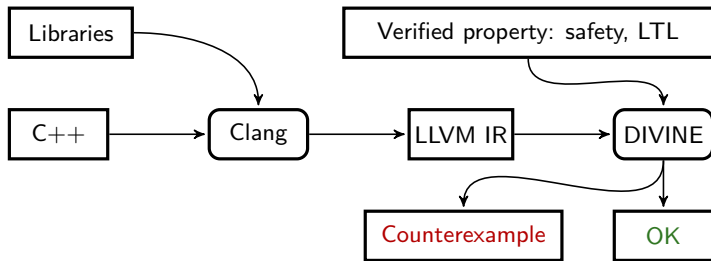 Libraries
Verified property: safety, LTL
C++
Clang
LLVM IR
DIVINE
Counterexample
OK